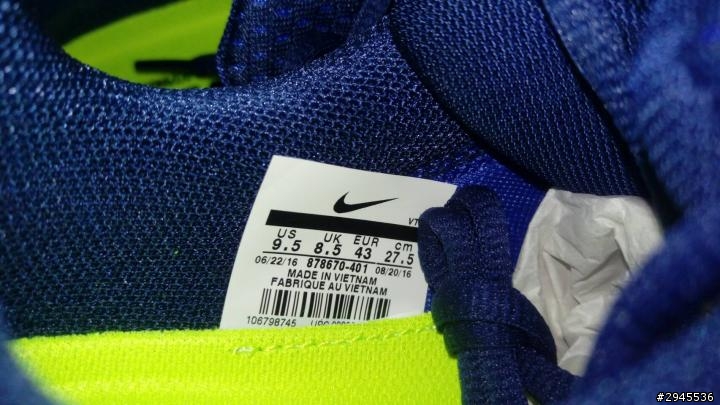 VT
US UK EUR cm
9.5 8.5 43 27.5
06/22/16 878670-401 08/20/16
MADE IN VIETNAM
FABRIQUE AU VIETNAM
106798745
#2945536